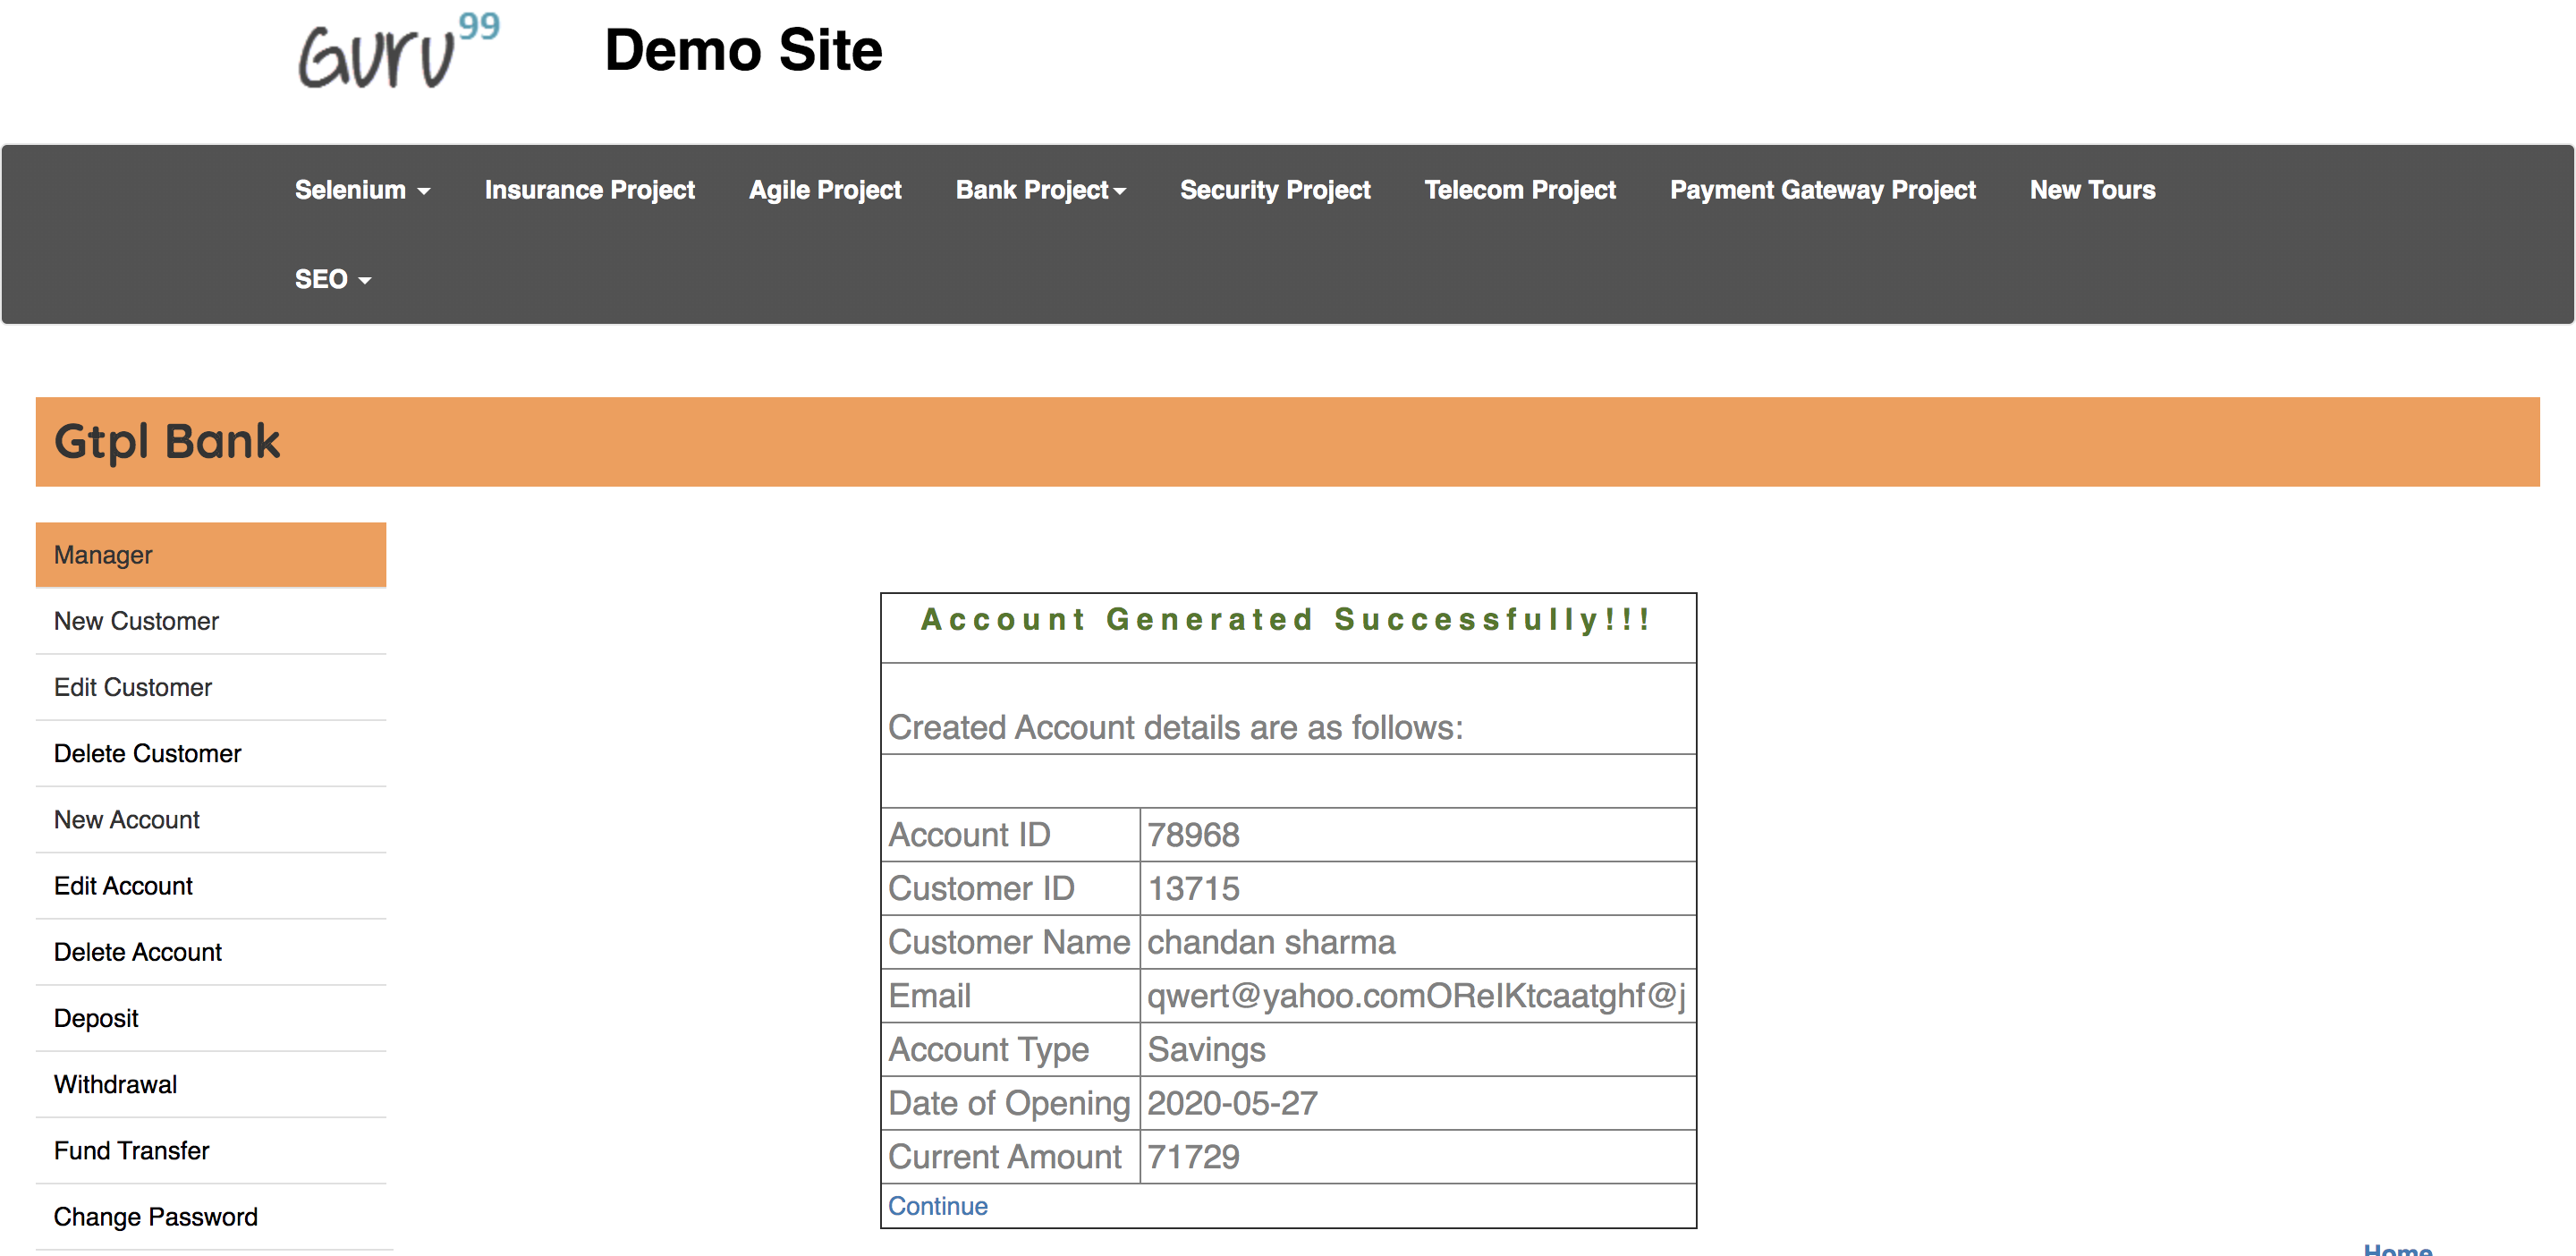 Guru99 Demo Site
Selenium Insurance Project Agile Project Bank Project Security Project Telecom Project Payment Gateway Project New Tours
SEO
Gtpl Bank
Manager
New Customer
Edit Customer
Delete Customer
New Account
Edit Account
Delete Account
Deposit
Withdrawal
Fund Transfer
Change Password
Account Generated Successfully!!!
Created Account details are as follows:
Account ID 78968
Customer ID 13715
Customer Name chandan sharma
Email qwert@yahoo.comOReIKtcaatghf@j
Account Type Savings
Date of Opening 2020-05-27
Current Amount 71729
Continue
Home